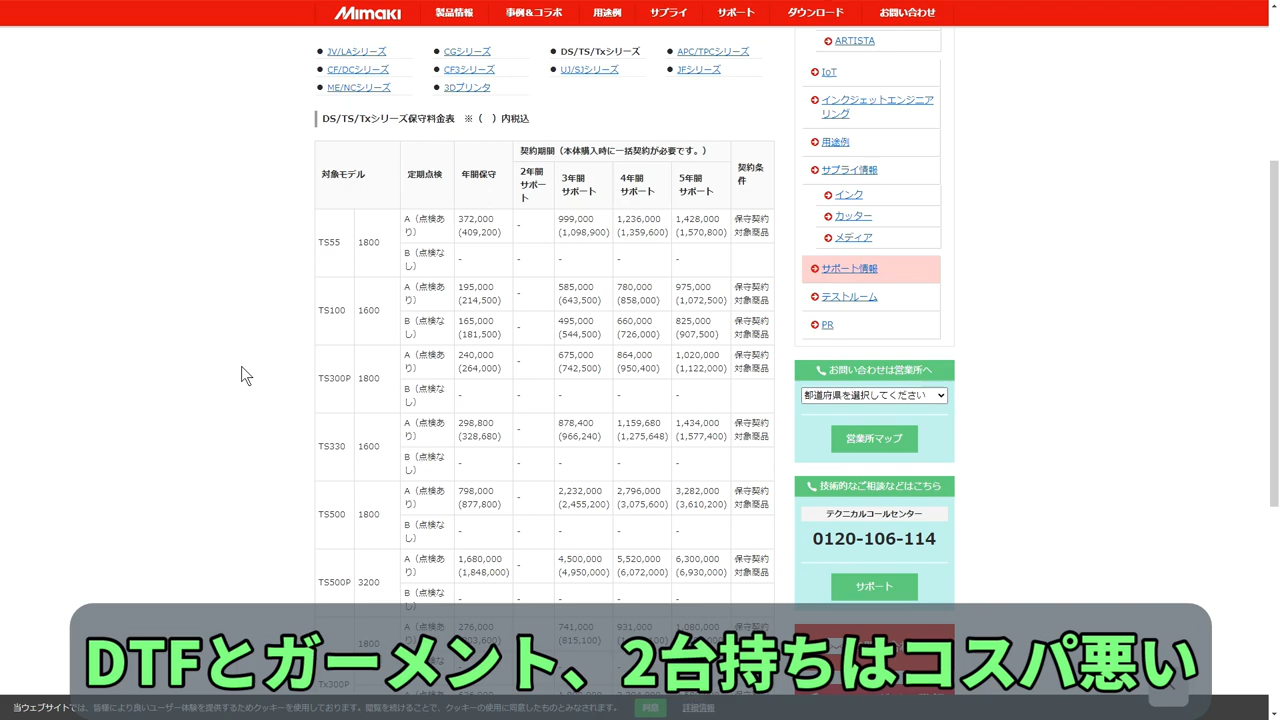 Mimaki 製品情報 事例&コラボ 用途例 サプライ サポート ダウンロード お問い合わせ
JV/LAシリーズ CGシリーズ DS/TS/Txシリーズ APC/TPCシリーズ
CF/DCシリーズ CF3シリーズ UJ/SJシリーズ JFシリーズ
ME/NCシリーズ 3Dプリンタ
DS/TS/Txシリーズ保守料金表 ※( )内税込
対象モデル 定期点検 年間保守 契約期間(本体購入時に一括契約が必要です。) 契約条件
2年間サポート 3年間サポート 4年間サポート 5年間サポート
TS55 1800 A(点検あり) 372,000 (409,200) - 999,000 (1,098,900) 1,236,000 (1,359,600) 1,428,000 (1,570,800) 保守契約対象商品
B(点検なし) - - - - -
TS100 1600 A(点検あり) 195,000 (214,500) - 585,000 (643,500) 780,000 (858,000) 975,000 (1,072,500) 保守契約対象商品
B(点検なし) 165,000 (181,500) - 495,000 (544,500) 660,000 (726,000) 825,000 (907,500) 保守契約対象商品
TS300P 1800 A(点検あり) 240,000 (264,000) - 675,000 (742,500) 864,000 (950,400) 1,020,000 (1,122,000) 保守契約対象商品
B(点検なし) - - - - -
TS330 1600 A(点検あり) 298,800 (328,680) - 878,400 (966,240) 1,159,680 (1,275,648) 1,434,000 (1,577,400) 保守契約対象商品
B(点検なし) - - - - -
TS500 1800 A(点検あり) 798,000 (877,800) - 2,232,000 (2,455,200) 2,796,000 (3,075,600) 3,282,000 (3,610,200) 保守契約対象商品
B(点検なし) - - - - -
TS500P 3200 A(点検あり) 1,680,000 (1,848,000) - 4,500,000 (4,950,000) 5,520,000 (6,072,000) 6,300,000 (6,930,000) 保守契約対象商品
B(点検なし) - - - - -
1800 A(点検あり) 276,000 741,000 (815,100) 931,000 1,080,000 保守契約
Tx300P
ARTISTA
IoT
インクジェットエンジニアリング
用途例
サプライ情報
インク
カッター
メディア
サポート情報
テストルーム
PR
お問い合わせは営業所へ
都道府県を選択してください
営業所マップ
技術的なご相談などはこちら
テクニカルコールセンター
0120-106-114
サポート
DTFとガーメント、2台持ちはコスパ悪い
当ウェブサイトでは、皆様により良いユーザー体験を提供するためクッキーを使用しております。閲覧を続けることで、クッキーの使用に同意したものとみなされます。 同意 詳細情報